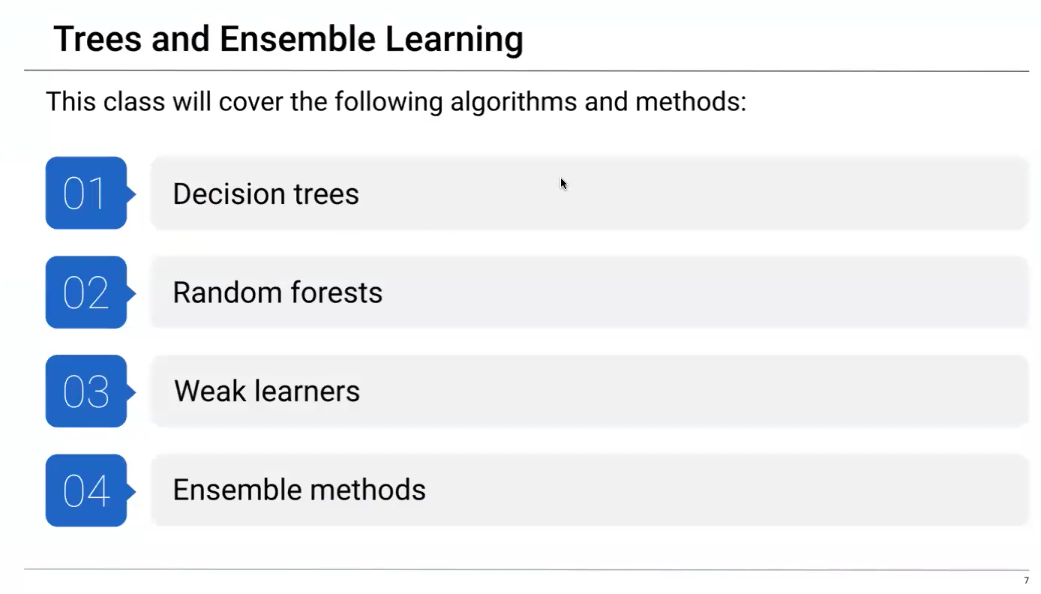 Trees and Ensemble Learning
This class will cover the following algorithms and methods:
01
Decision trees
02
Random forests
03
Weak learners
04
Ensemble methods
7